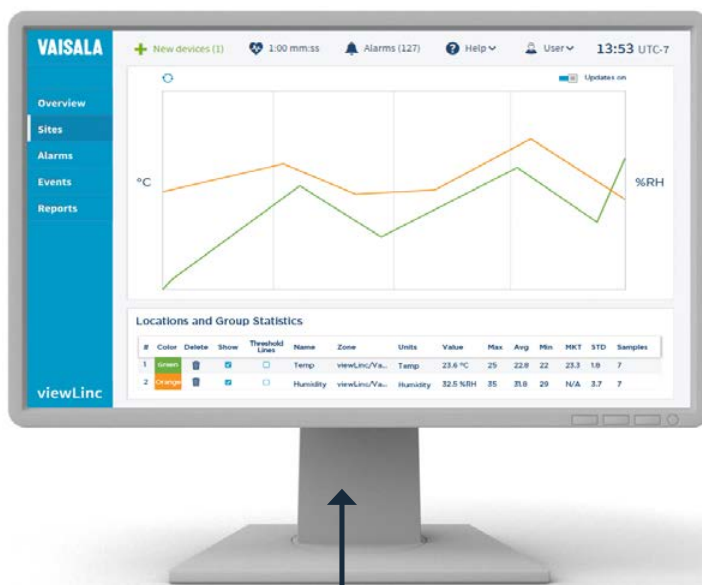 VAISALA
New devices (1) 1:00 mm:ss Alarms (127) Help User 13:53 UTC-7
Updates on
Overview
Sites
Alarms
Events
Reports
°C
%RH
Locations and Group Statistics
# Color Delete Show Threshold Lines Name Zone Units Value Max Avg Min MKT STD Samples
1 Green Temp viewLinc/Va... Temp 23.6 °C 25 22.8 22 23.3 1.8 7
2 Orange Humidity viewLinc/Va... Humidity 32.5 %RH 35 31.8 29 N/A 3.7 7
viewLinc